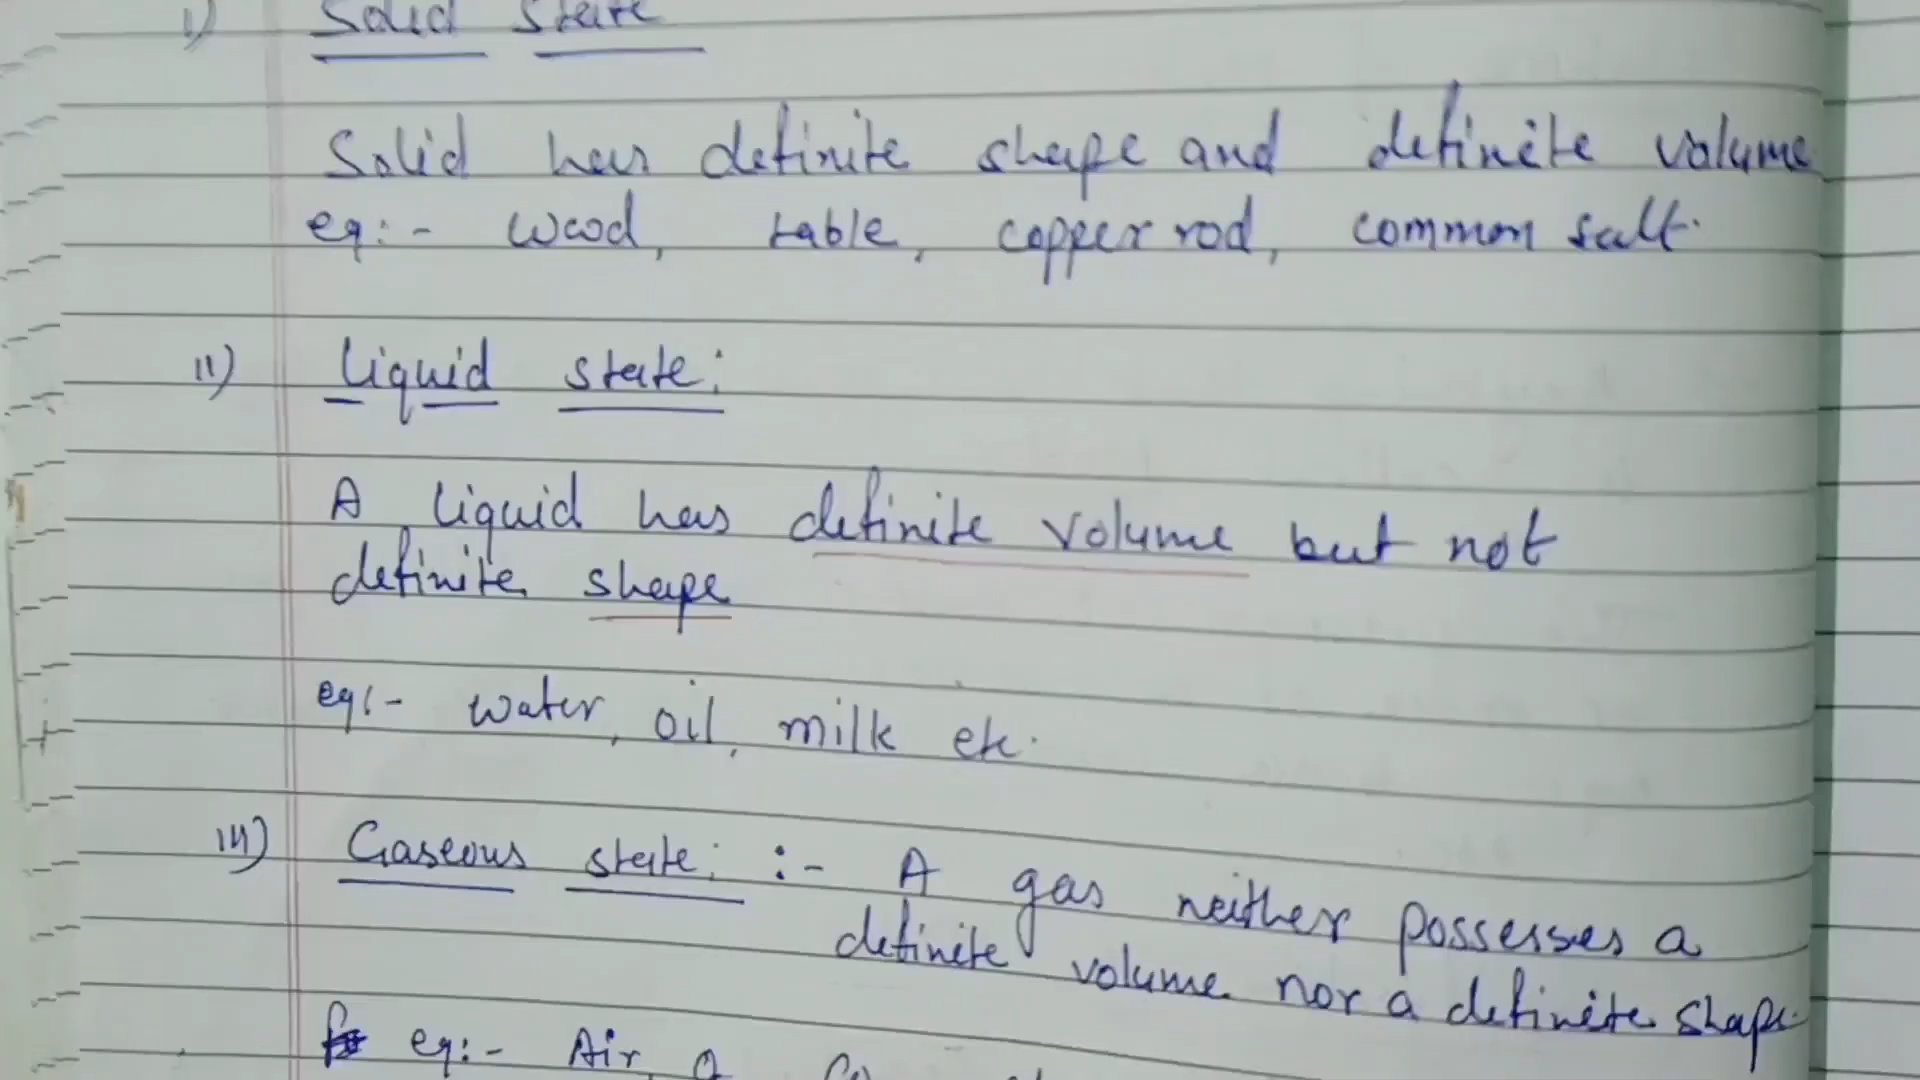 i) Solid State
Solid has definite shape and definite volume
eg:- wood, table, copper rod, common salt.
ii) Liquid state:
A liquid has definite volume but not
definite shape
eg:- water, oil, milk etc.
iii) Gaseous state: :- A gas neither possesses a
definite volume nor a definite shape.
eg:- Air,